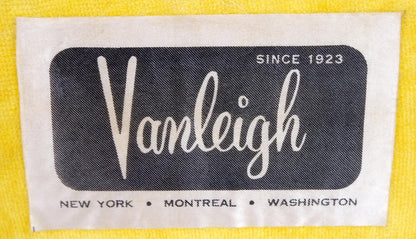 SINCE 1923
Vanleigh
NEW YORK • MONTREAL • WASHINGTON